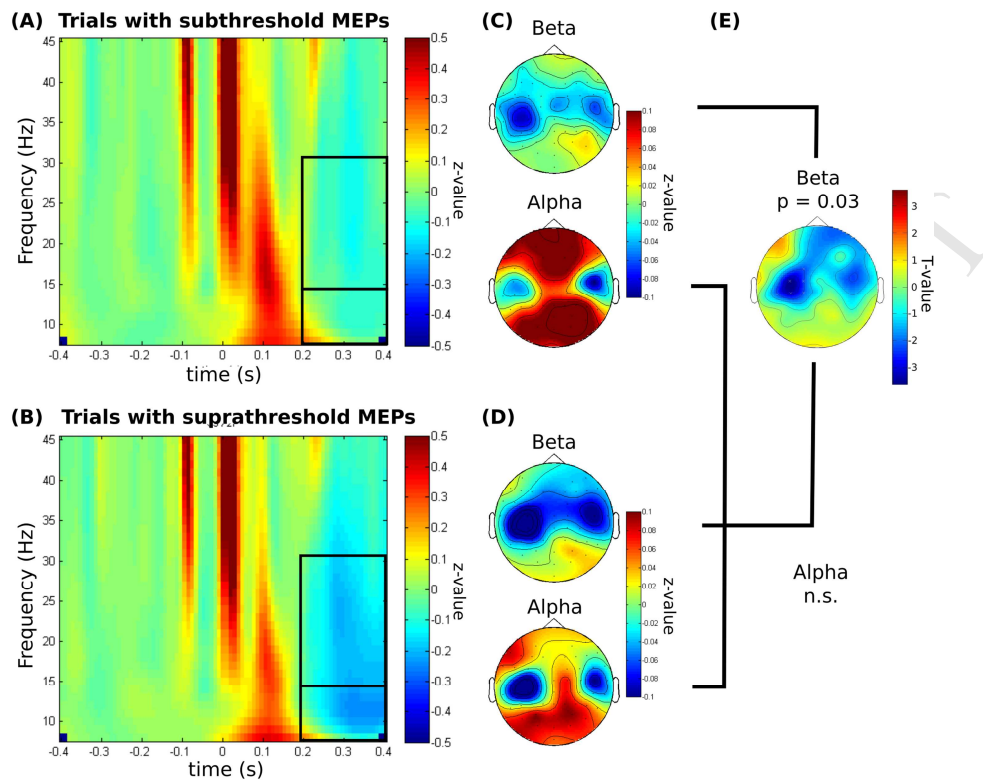 (A) Trials with subthreshold MEPs
45
40
35
30
25
20
15
10
Frequency (Hz)
-0.4 -0.3 -0.2 -0.1 0 0.1 0.2 0.3 0.4
time (s)
0.5
0.4
0.3
0.2
0.1
0
-0.1
-0.2
-0.3
-0.4
-0.5
z-value
(B) Trials with suprathreshold MEPs
45
40
35
30
25
20
15
10
Frequency (Hz)
-0.4 -0.3 -0.2 -0.1 0 0.1 0.2 0.3 0.4
time (s)
0.5
0.4
0.3
0.2
0.1
0
-0.1
-0.2
-0.3
-0.4
-0.5
z-value
(C)
Beta
Alpha
0.1
0.08
0.06
0.04
0.02
0
-0.02
-0.04
-0.06
-0.08
-0.1
z-value
(D)
Beta
Alpha
0.1
0.08
0.06
0.04
0.02
0
-0.02
-0.04
-0.06
-0.08
-0.1
z-value
(E)
Beta
p = 0.03
3
2
1
0
-1
-2
-3
T-value
Alpha
n.s.